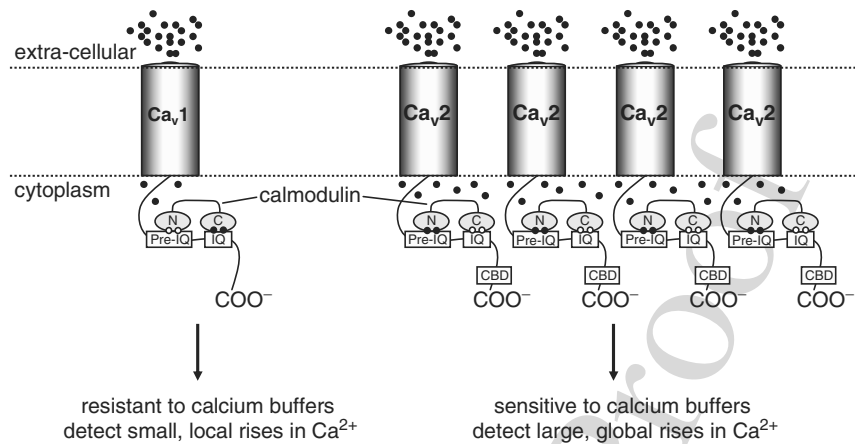 extra-cellular
Caᵥ1
Caᵥ2 Caᵥ2 Caᵥ2 Caᵥ2
cytoplasm
calmodulin
N C N C N C N C N C
Pre-IQ IQ Pre-IQ IQ Pre-IQ IQ Pre-IQ IQ Pre-IQ IQ
CBD CBD CBD CBD
COO⁻ COO⁻ COO⁻ COO⁻ COO⁻
resistant to calcium buffers
detect small, local rises in Ca²⁺
sensitive to calcium buffers
detect large, global rises in Ca²⁺
Proof